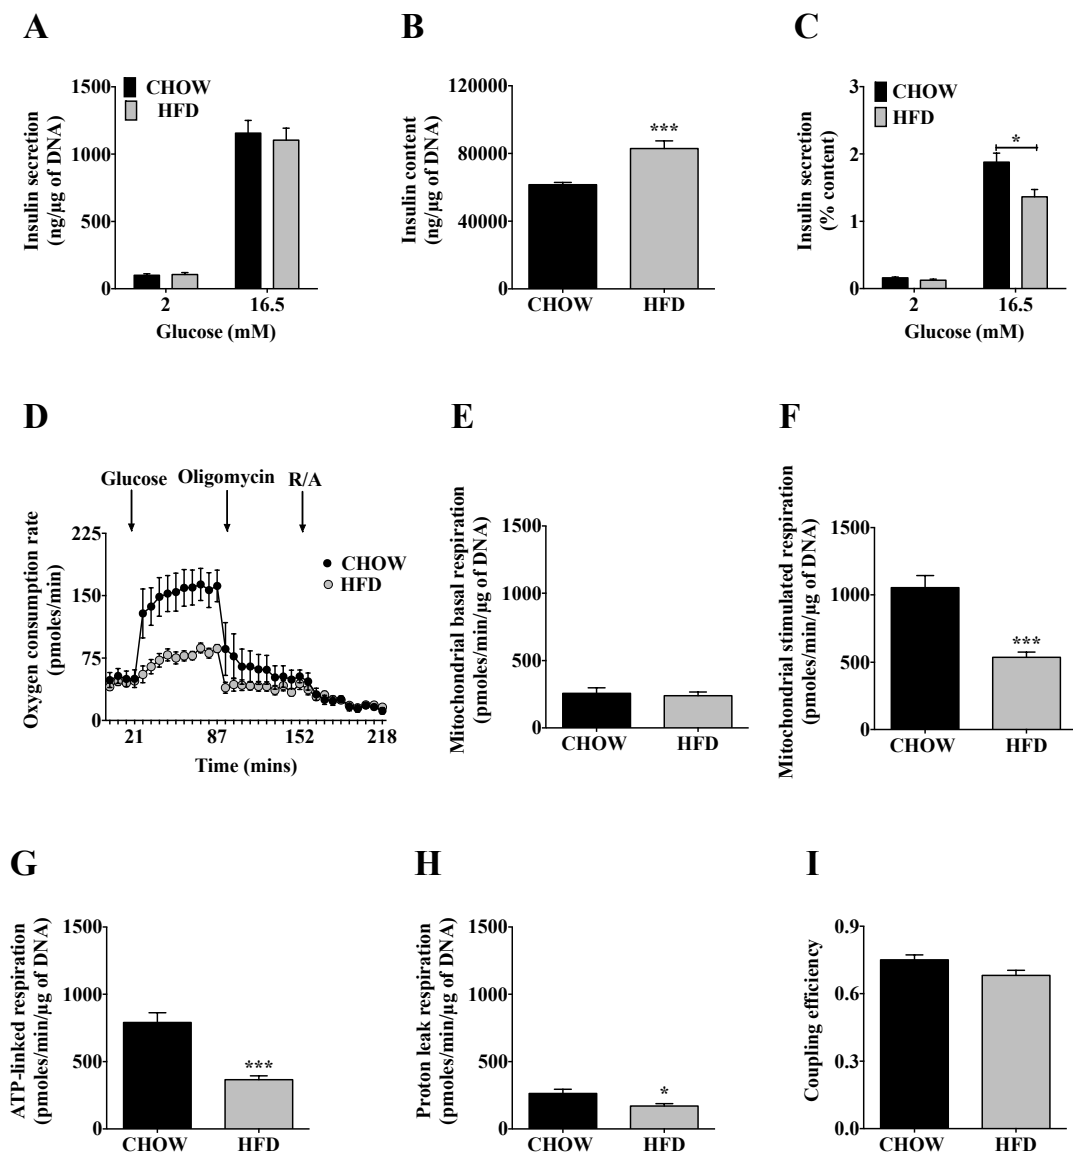 A
B
C
Insulin secretion
(ng/µg of DNA)
1500
1000
500
0
CHOW
HFD
2
16.5
Glucose (mM)
Insulin content
(ng/µg of DNA)
120000
80000
40000
0
***
CHOW
HFD
Insulin secretion
(% content)
3
2
1
0
CHOW
HFD
*
2
16.5
Glucose (mM)
D
E
F
Glucose
Oligomycin
R/A
Oxygen consumption rate
(pmoles/min)
225
150
75
0
CHOW
HFD
21
87
152
218
Time (mins)
Mitochondrial basal respiration
(pmoles/min/µg of DNA)
1500
1000
500
0
CHOW
HFD
Mitochondrial stimulated respiration
(pmoles/min/µg of DNA)
1500
1000
500
0
***
CHOW
HFD
G
H
I
ATP-linked respiration
(pmoles/min/µg of DNA)
1500
1000
500
0
***
CHOW
HFD
Proton leak respiration
(pmoles/min/µg of DNA)
1500
1000
500
0
*
CHOW
HFD
Coupling efficiency
0.9
0.6
0.3
0.0
CHOW
HFD